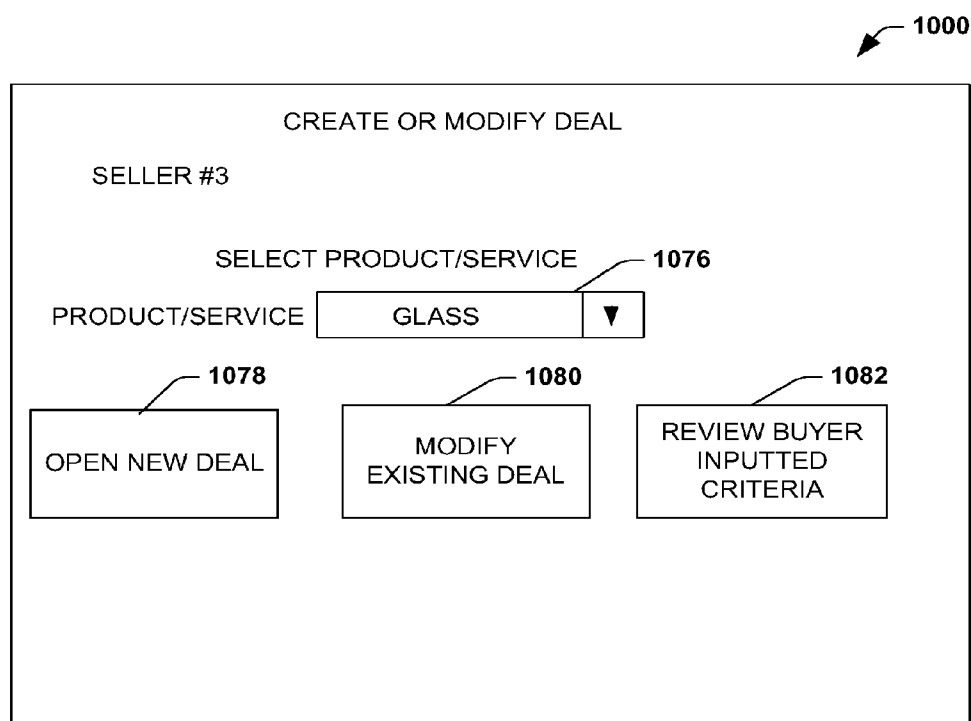 1000
CREATE OR MODIFY DEAL
SELLER #3
SELECT PRODUCT/SERVICE
1076
PRODUCT/SERVICE GLASS
1078
1080
1082
OPEN NEW DEAL
MODIFY
EXISTING DEAL
REVIEW BUYER
INPUTTED
CRITERIA